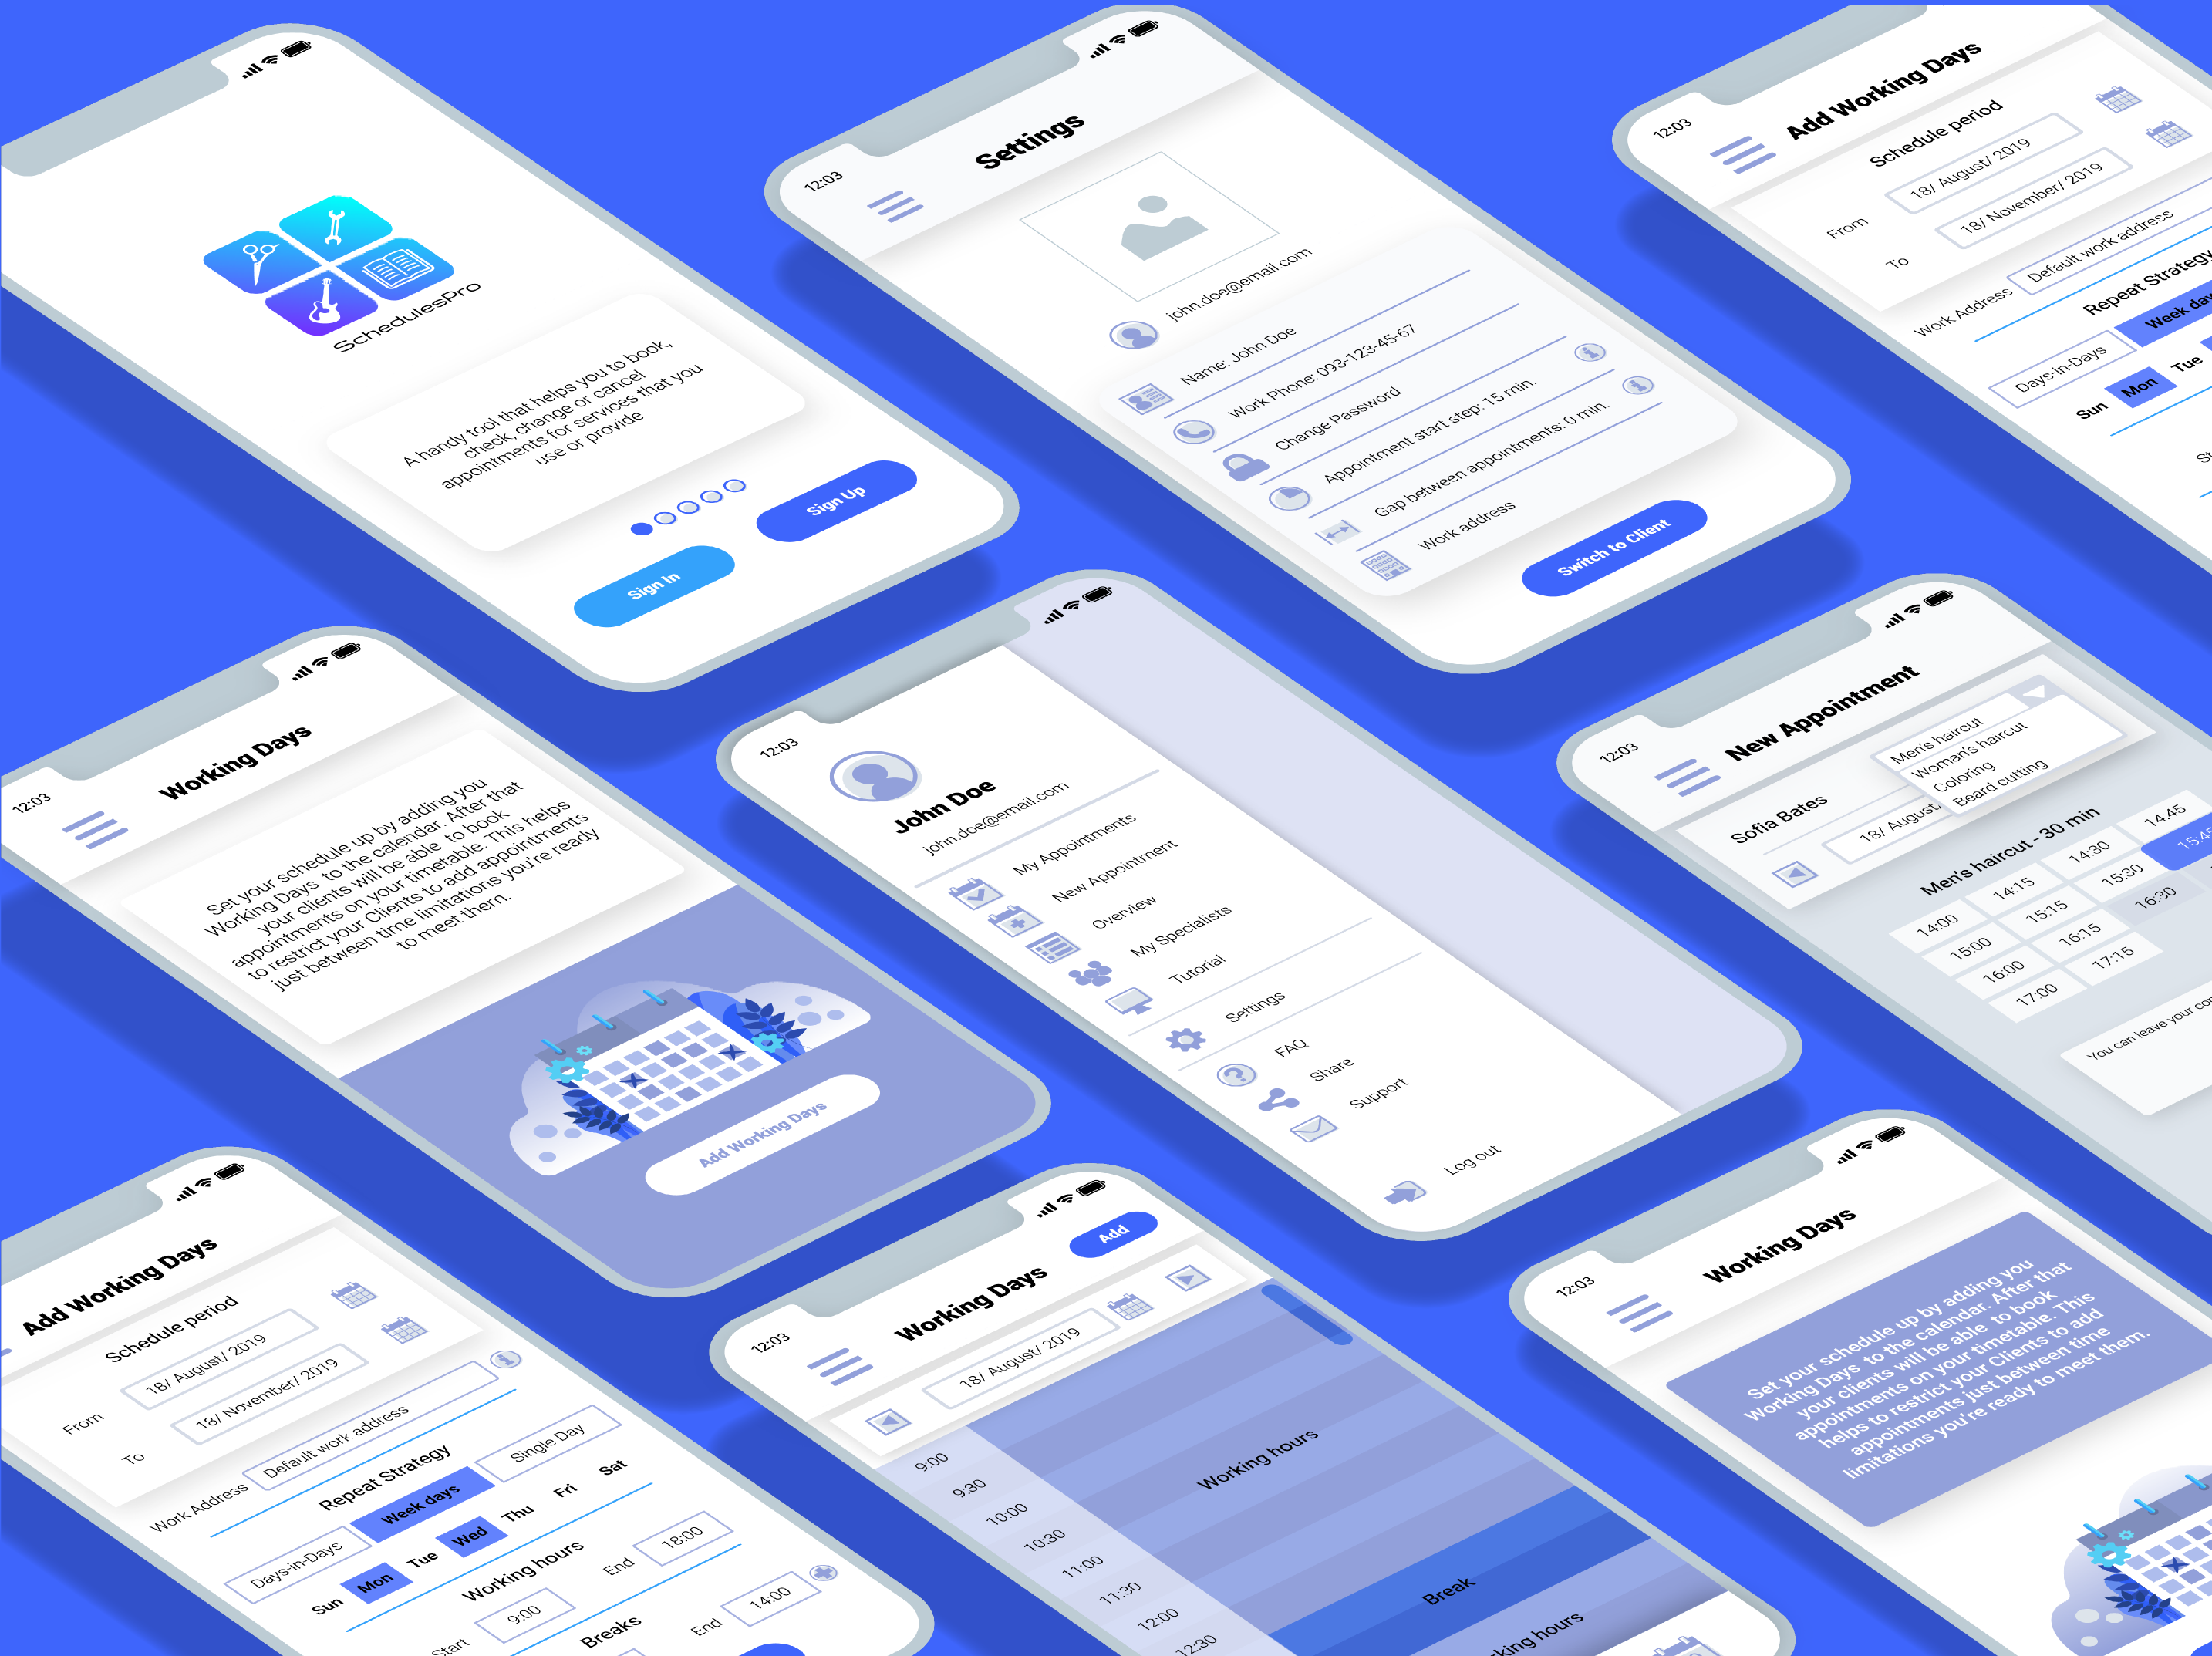 SchedulesPro
A handy tool that helps you to book,
check, change or cancel
appointments for services that you
use or provide
Sign In
Sign Up
12:03
Settings
john.doe@email.com
Name: John Doe
Work Phone: 093-123-45-67
Change Password
Appointment start step: 15 min.
Gap between appointments: 0 min.
Work address
Switch to Client
12:03
Add Working Days
Schedule period
From
18/ August/ 2019
To
18/ November/ 2019
Work Address
Default work address
Repeat Strategy
Days-in-Days
Week
Sun
Mon
Tue
12:03
Working Days
Set your schedule up by adding you
Working Days to the calendar. After that
your clients will be able to book
appointments on your timetable. This helps
to restrict your Clients to add appointments
just between time limitations you're ready
to meet them.
Add Working Days
12:03
John Doe
john.doe@email.com
My Appointments
New Appointment
Overview
My Specialists
Tutorial
Settings
FAQ
Share
Support
Log out
12:03
New Appointment
Sofia Bates
Men's haircut
Woman's haircut
Coloring
Beard cutting
18/ August/
Men's haircut - 30 min
14:00 14:15 14:30 14:45
15:00 15:15 15:30 15:45
16:00 16:15 16:30
17:00 17:15
You can leave your
Add Working Days
Schedule period
From
18/ August/ 2019
To
18/ November/ 2019
Work Address
Default work address
Repeat Strategy
Days-in-Days
Week days
Single Day
Sun
Mon
Tue
Wed
Thu
Fri
Sat
Working hours
Start
9:00
End
18:00
Breaks
End
14:00
12:03
Working Days
Add
18/ August/ 2019
9:00
9:30
10:00
10:30
11:00
11:30
12:00
12:30
Working hours
Break
hours
12:03
Working Days
Set your schedule up by adding you
Working Days to the calendar. After that
your clients will be able to book
appointments on your timetable. This
helps to restrict your Clients to add
appointments just between time
limitations you're ready to meet them.